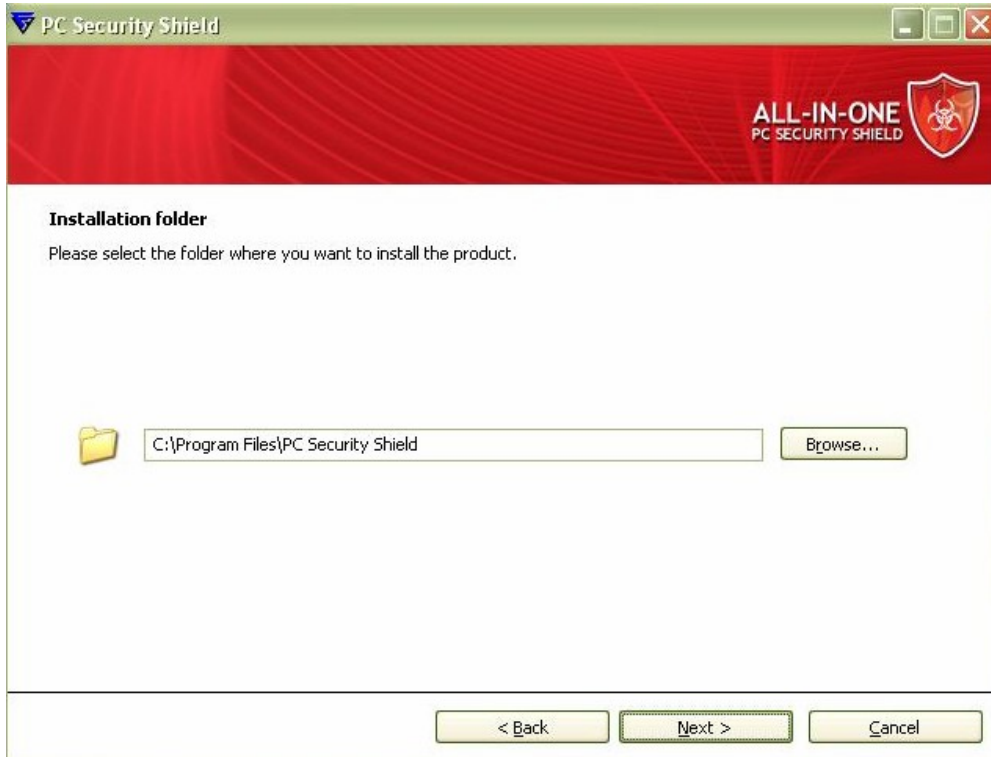 PC Security Shield
ALL-IN-ONE
PC SECURITY SHIELD
Installation folder
Please select the folder where you want to install the product.
C:\Program Files\PC Security Shield
Browse...
< Back
Next >
Cancel